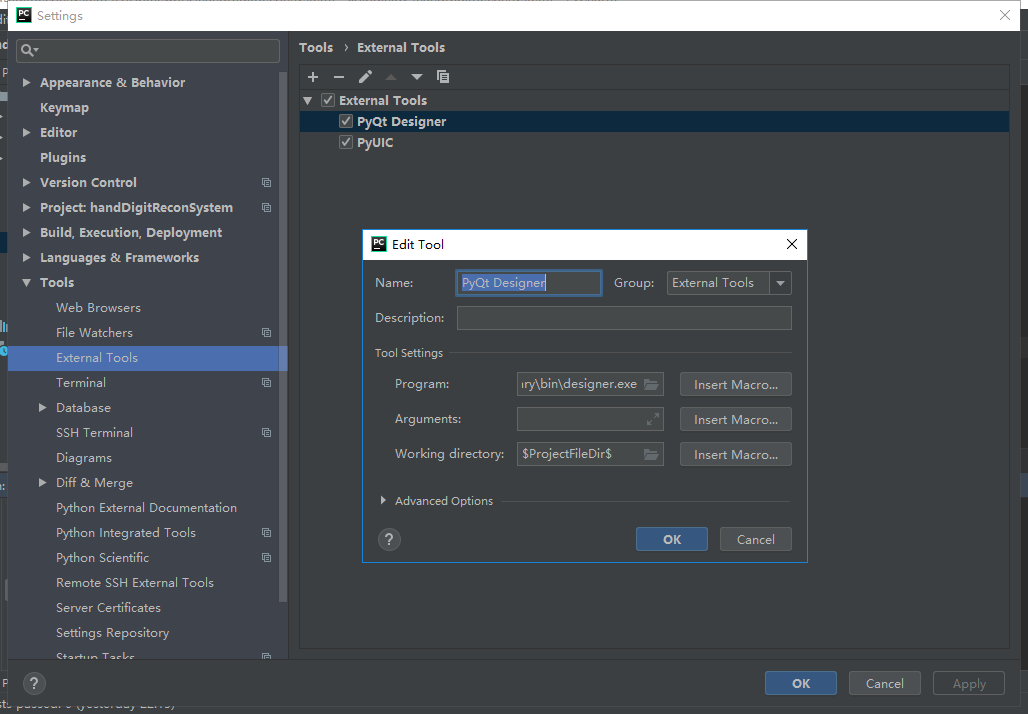 Settings
Tools › External Tools
Appearance & Behavior
Keymap
Editor
Plugins
Version Control
Project: handDigitReconSystem
Build, Execution, Deployment
Languages & Frameworks
Tools
Web Browsers
File Watchers
External Tools
Terminal
Database
SSH Terminal
Diagrams
Diff & Merge
Python External Documentation
Python Integrated Tools
Python Scientific
Remote SSH External Tools
Server Certificates
Settings Repository
Startup Tasks
External Tools
PyQt Designer
PyUIC
PC Edit Tool
Name: PyQt Designer Group: External Tools
Description:
Tool Settings
Program: ry\bin\designer.exe Insert Macro...
Arguments: Insert Macro...
Working directory: $ProjectFileDir$ Insert Macro...
Advanced Options
? OK Cancel
? OK Cancel Apply